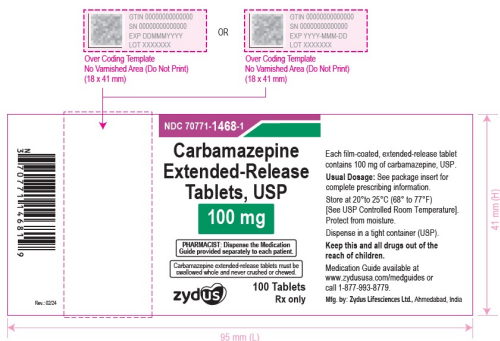 GTIN 00000000000000
SN 00000000000000
EXP DDMMMYYYY
LOT XXXXXXX
OR
GTIN 00000000000000
SN 00000000000000
EXP YYYY-MMM-DD
LOT XXXXXXX
Over Coding Template
No Varnished Area (Do Not Print)
(18 x 41 mm)
Over Coding Template
No Varnished Area (Do Not Print)
(18 x 41 mm)
N
3 70771 14681 9
Rev.: 02/24
NDC 70771-1468-1
Carbamazepine
Extended-Release
Tablets, USP
100 mg
PHARMACIST: Dispense the Medication
Guide provided separately to each patient.
Carbamazepine extended-release tablets must be
swallowed whole and never crushed or chewed.
zydus
100 Tablets
Rx only
Each film-coated, extended-release tablet
contains 100 mg of carbamazepine, USP.
Usual Dosage: See package insert for
complete prescribing information.
Store at 20°to 25°C (68° to 77°F)
[See USP Controlled Room Temperature].
Protect from moisture.
Dispense in a tight container (USP).
Keep this and all drugs out of the
reach of children.
Medication Guide available at
www.zydususa.com/medguides or
call 1-877-993-8779.
Mfg. by: Zydus Lifesciences Ltd., Ahmedabad, India
41 mm (H)
95 mm (L)